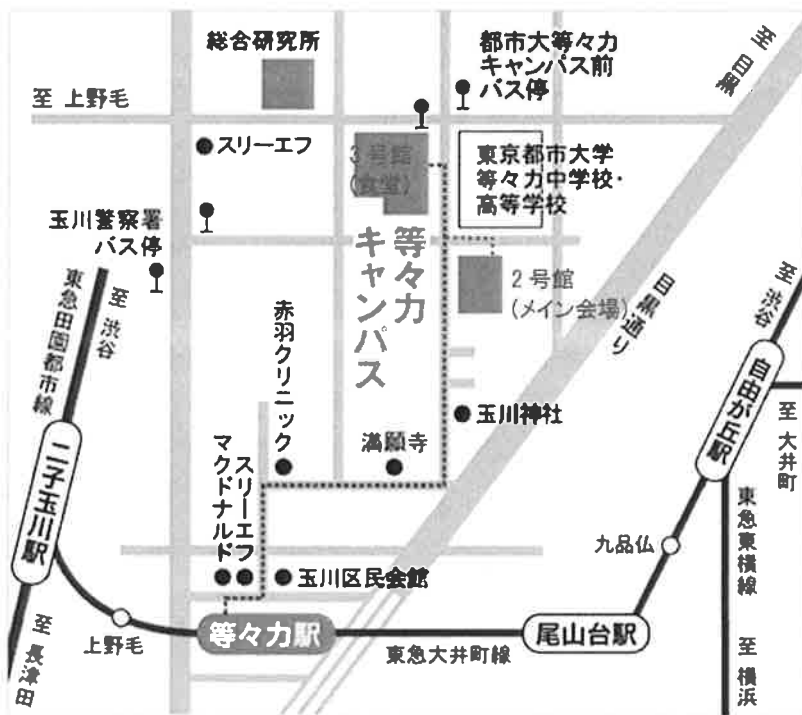 総合研究所
都市大等々力
キャンパス前
バス停
至 目黒
至 上野毛
スリーエフ
3号館
(食堂)
東京都市大学
等々力中学校・
高等学校
玉川警察署
バス停
等々力
キャンパス
2号館
(メイン会場)
目黒通り
至 渋谷
東急田園都市線
至 渋谷
赤羽クリニック
自由が丘駅
玉川神社
満願寺
至 大井町
二子玉川駅
スリーエフ
マクドナルド
東急東横線
九品仏
玉川区民会館
等々力駅
尾山台駅
上野毛
東急大井町線
至 長津田
至 横浜